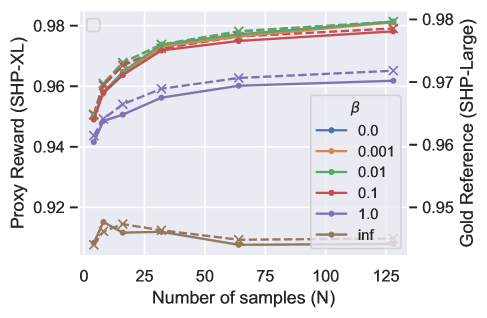 0.98
0.96
0.94
0.92
Proxy Reward (SHP-XL)
0.98
0.97
0.96
0.95
Gold Reference (SHP-Large)
β
0.0
0.001
0.01
0.1
1.0
inf
0 25 50 75 100 125
Number of samples (N)